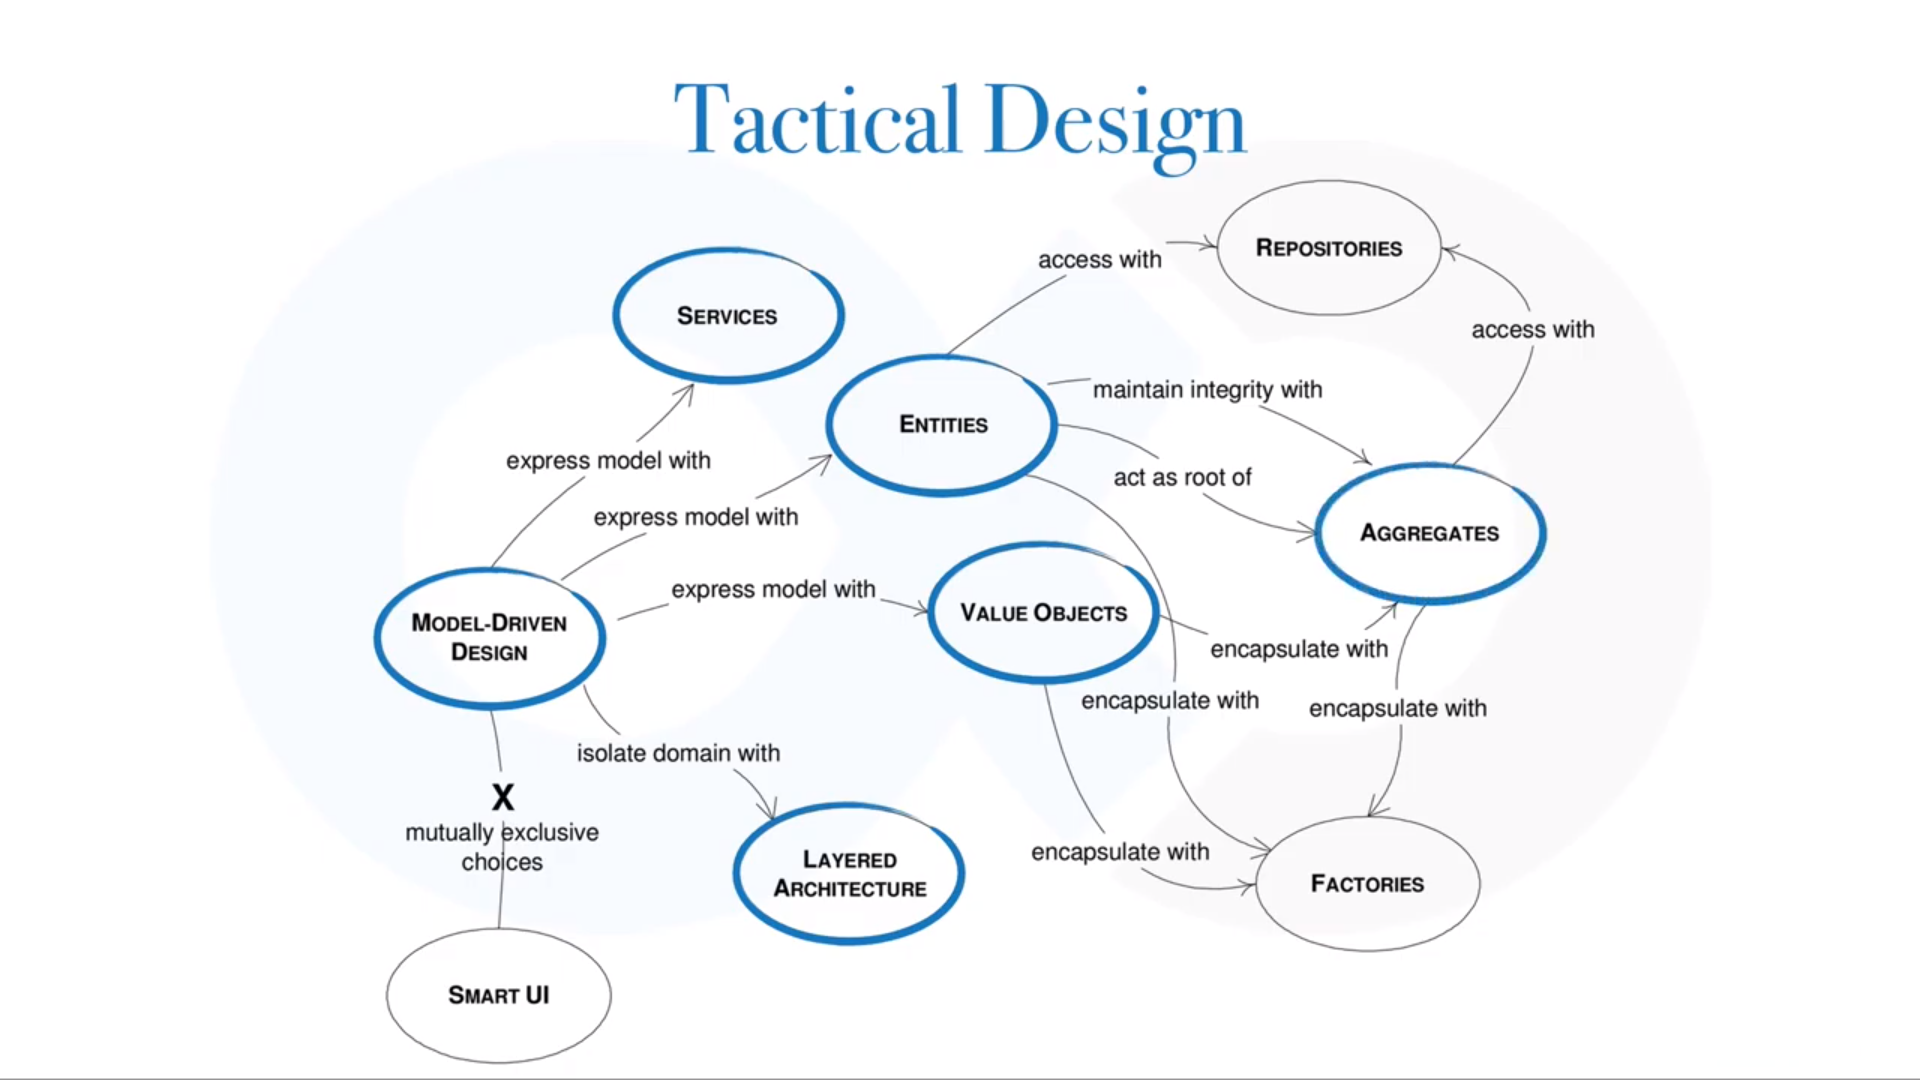 Tactical Design
REPOSITORIES
access with
SERVICES
access with
ENTITIES
maintain integrity with
act as root of
express model with
express model with
AGGREGATES
express model with
VALUE OBJECTS
MODEL-DRIVEN
DESIGN
encapsulate with
encapsulate with
encapsulate with
isolate domain with
X
mutually exclusive
choices
LAYERED
ARCHITECTURE
encapsulate with
FACTORIES
SMART UI